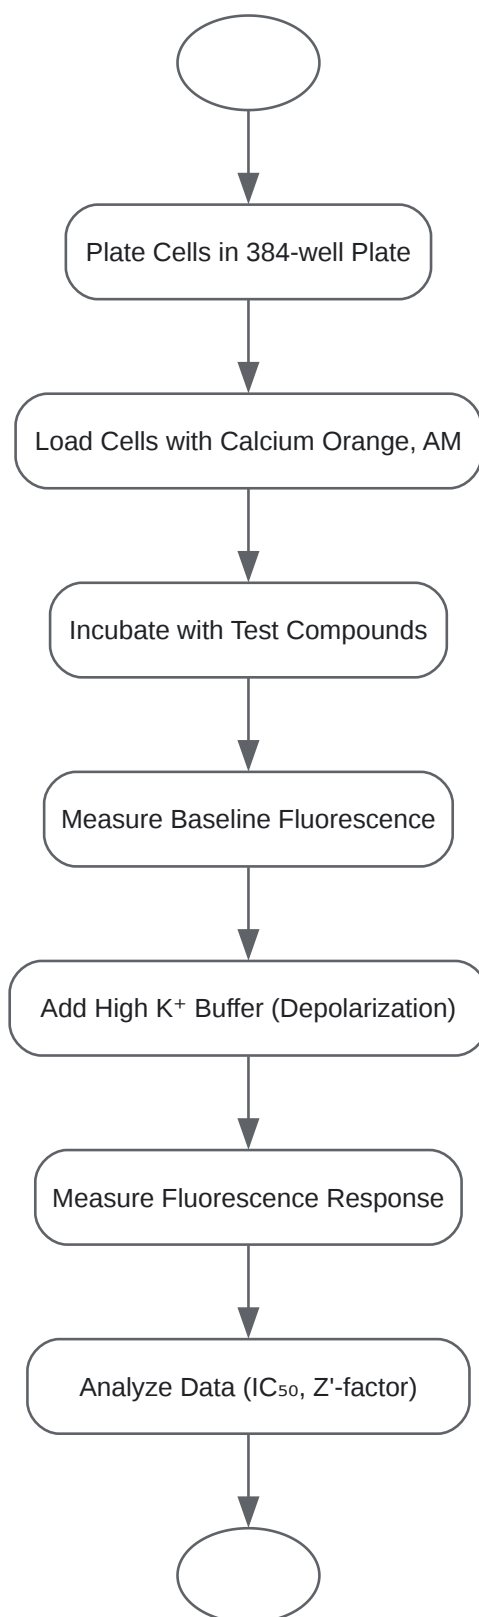 Plate Cells in 384-well Plate
Load Cells with Calcium Orange, AM
Incubate with Test Compounds
Measure Baseline Fluorescence
Add High K⁺ Buffer (Depolarization)
Measure Fluorescence Response
Analyze Data (IC₅₀, Z'-factor)